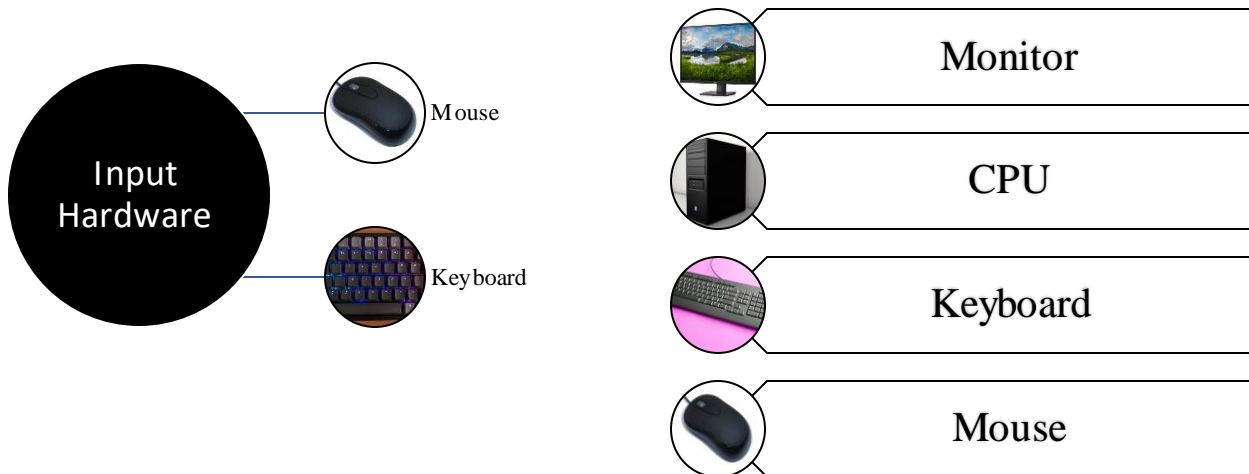 Input
Hardware
Mouse
Keyboard
Monitor
CPU
Keyboard
Mouse